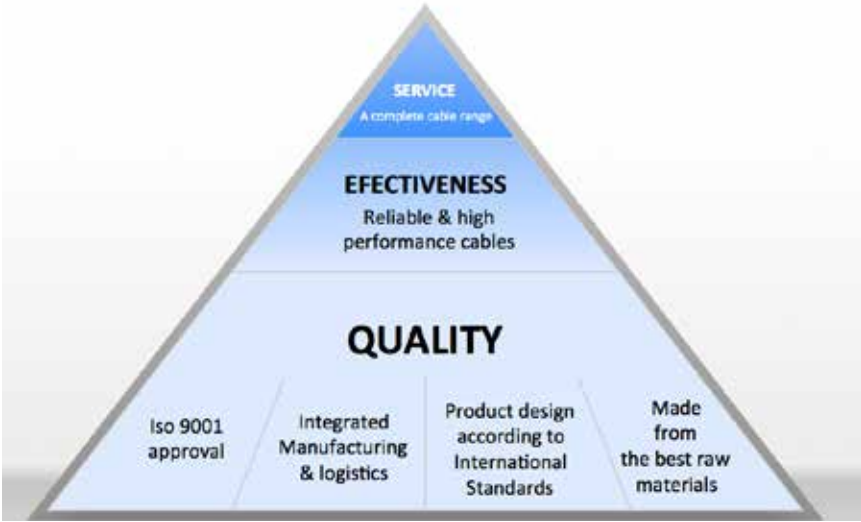 SERVICE
A complete cable range
EFECTIVENESS
Reliable & high
performance cables
QUALITY
Iso 9001
approval
Integrated
Manufacturing
& logistics
Product design
according to
International
Standards
Made
from
the best raw
materials